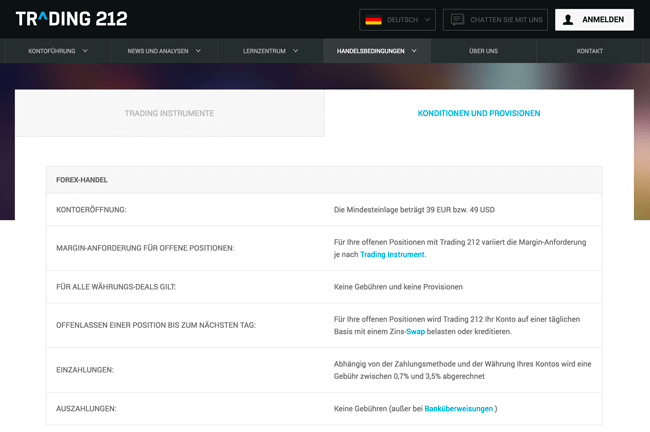 TRADING 212
DEUTSCH
CHATTEN SIE MIT UNS
ANMELDEN
KONTOFÜHRUNG
NEWS UND ANALYSEN
LERNZENTRUM
HANDELSBEDINGUNGEN
ÜBER UNS
KONTAKT
TRADING INSTRUMENTE
KONDITIONEN UND PROVISIONEN
FOREX-HANDEL
KONTOERÖFFNUNG:
Die Mindesteinlage beträgt 39 EUR bzw. 49 USD
MARGIN-ANFORDERUNG FÜR OFFENE POSITIONEN:
Für Ihre offenen Positionen mit Trading 212 variiert die Margin-Anforderung
je nach Trading Instrument.
FÜR ALLE WÄHRUNGS-DEALS GILT:
Keine Gebühren und keine Provisionen
OFFENLASSEN EINER POSITION BIS ZUM NÄCHSTEN TAG:
Für Ihre offenen Positionen wird Trading 212 Ihr Konto auf einer täglichen
Basis mit einem Zins-Swap belasten oder kreditieren.
EINZAHLUNGEN:
Abhängig von der Zahlungsmethode und der Währung Ihres Kontos wird eine
Gebühr zwischen 0,7% und 3,5% abgerechnet
AUSZAHLUNGEN:
Keine Gebühren (außer bei Banküberweisungen )